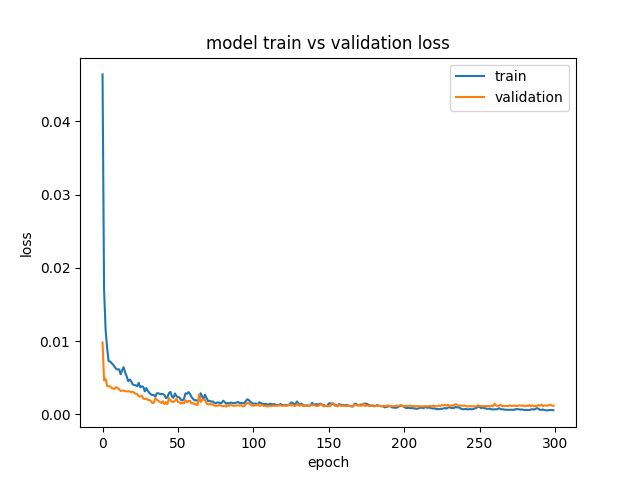 model train vs validation loss
train
validation
loss
0.04
0.03
0.02
0.01
0.00
0 50 100 150 200 250 300
epoch